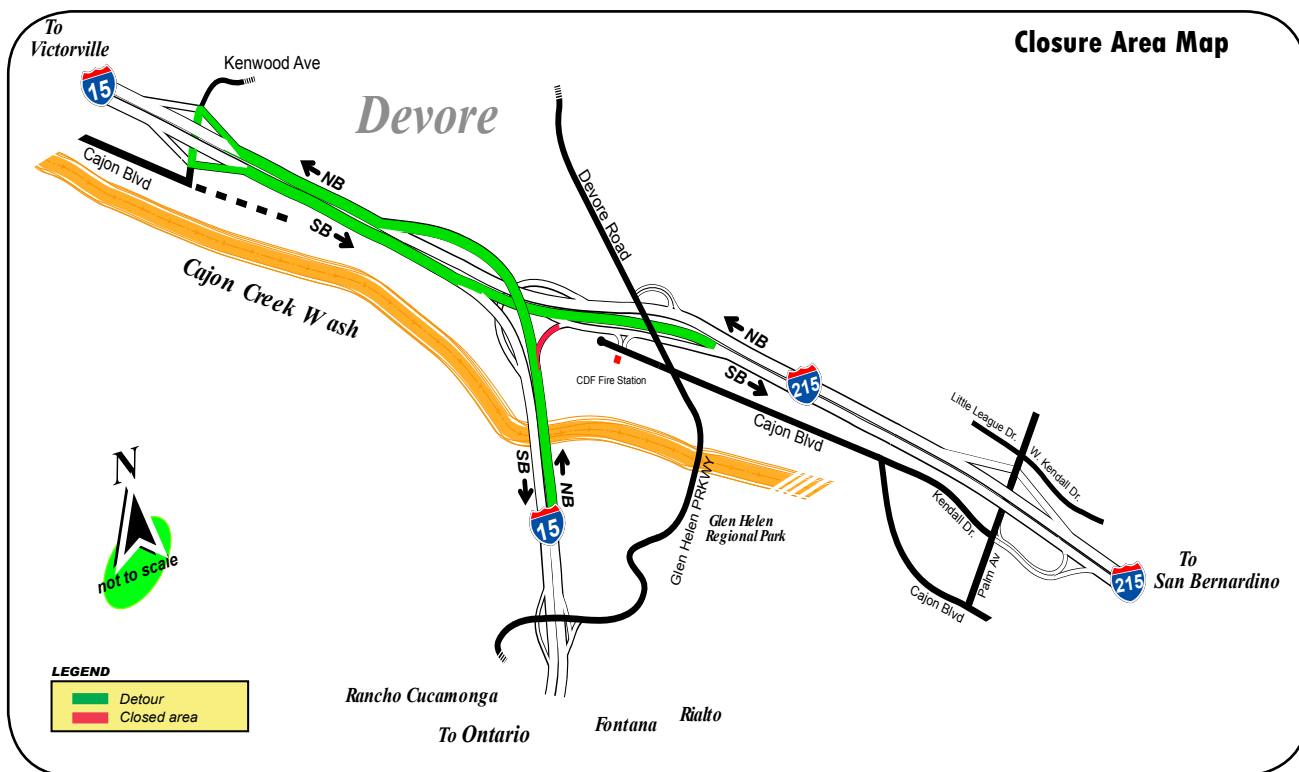 To
Victorville
Closure Area Map
15
Kenwood Ave
Devore
Cajon Blvd
NB
SB
Devore Road
Cajon Creek Wash
NB
SB
215
CDF Fire Station
Cajon Blvd
Little League Dr.
W. Kendall Dr.
SB
NB
15
Glen Helen PRKWY
Glen Helen
Regional Park
Kendall Dr.
Palm Av
Cajon Blvd
215
To
San Bernardino
N
not to scale
LEGEND
Detour
Closed area
Rancho Cucamonga
To Ontario
Fontana
Rialto